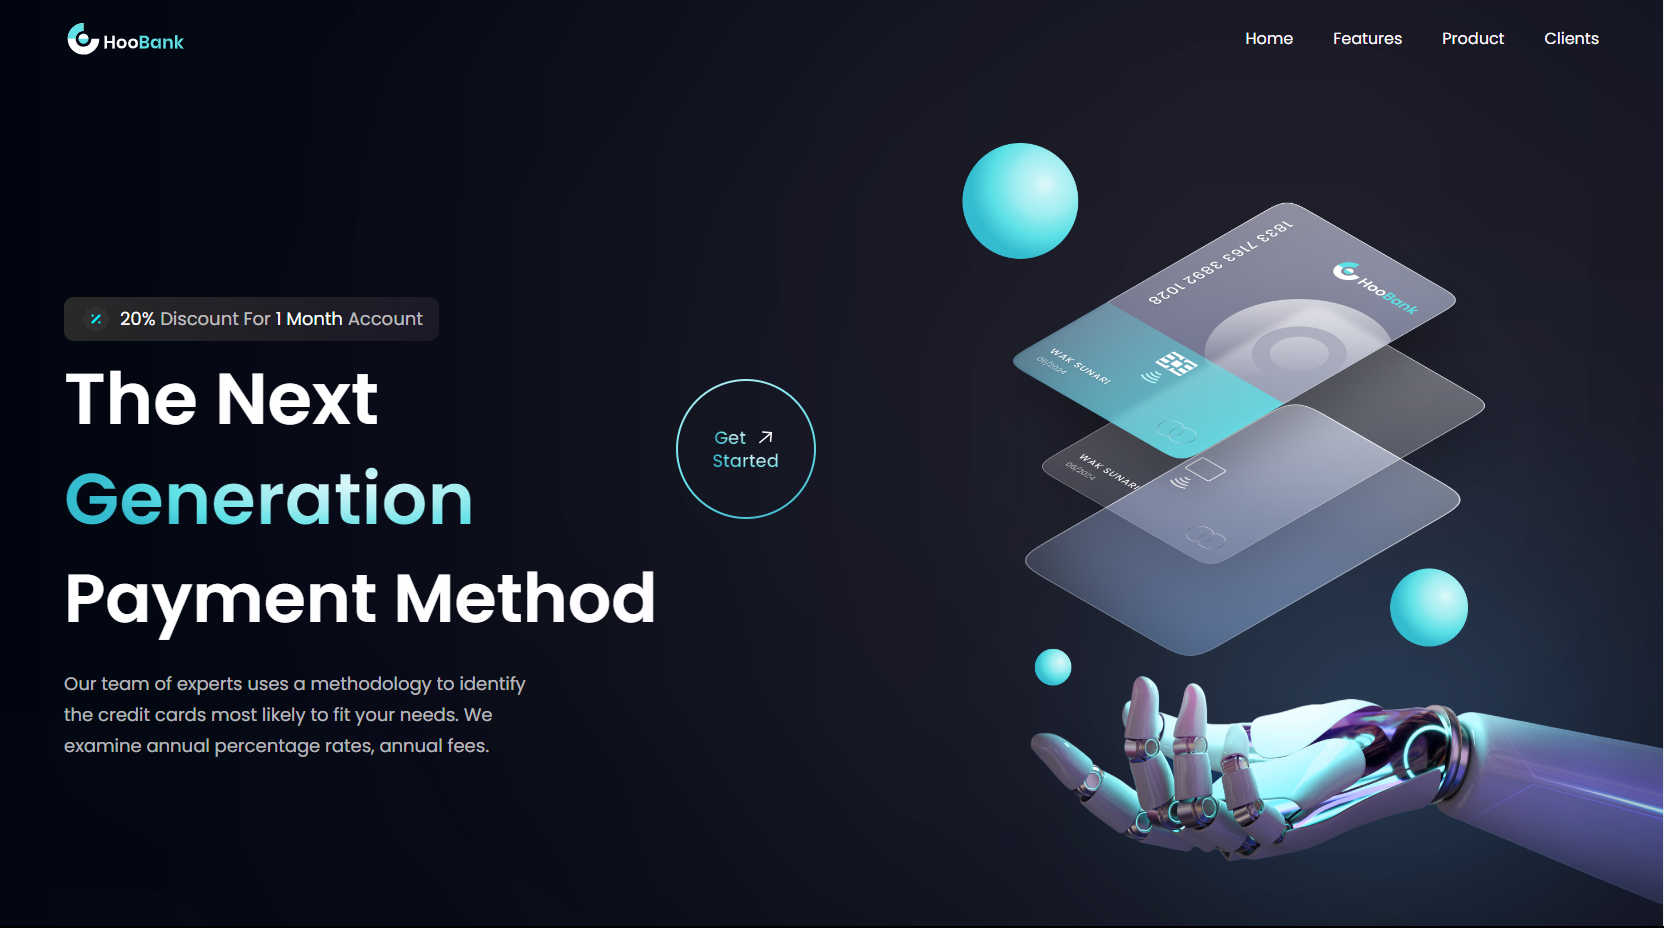 HooBank
Home Features Product Clients
20% Discount For 1 Month Account
The Next
Generation
Payment Method
Get
Started
Our team of experts uses a methodology to identify
the credit cards most likely to fit your needs. We
examine annual percentage rates, annual fees.
1833 7163 3892 1028
HooBank
WAK SUNARI
06/2024
WAK SUNARI
08/2024